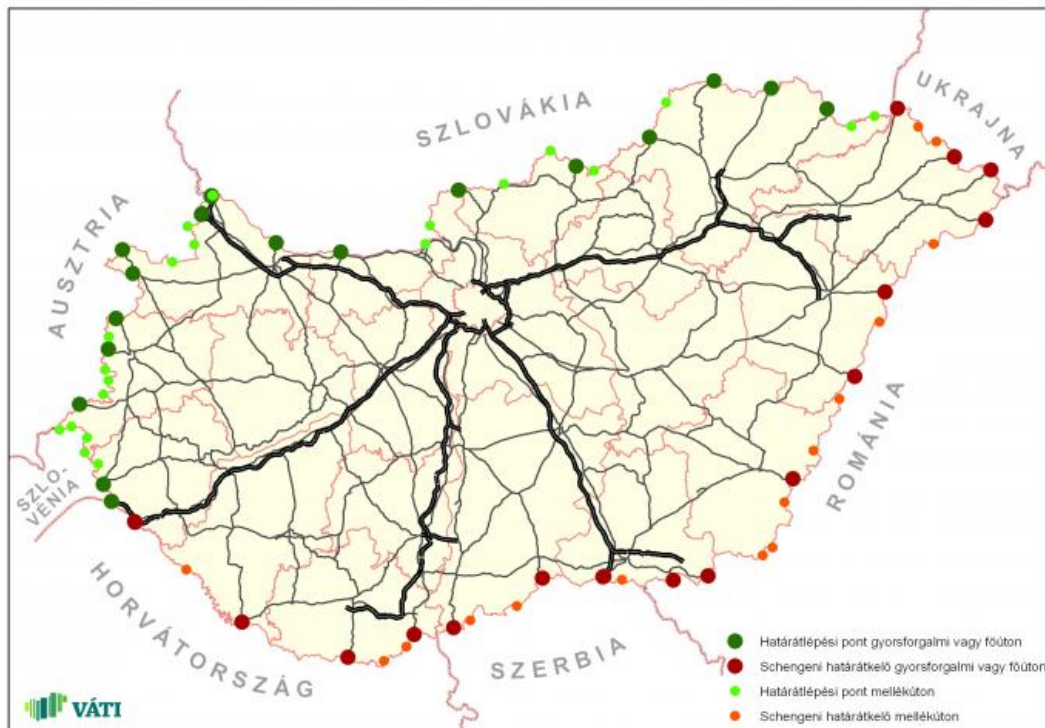 SZLOVÁKIA
UKRAJNA
AUSZTRIA
ROMÁNIA
SZLO-
VÉNIA
HORVÁTORSZÁG
SZERBIA
Határátlépési pont gyorsforgalmi vagy főúton
Schengeni határátkelő gyorsforgalmi vagy főúton
Határátlépési pont mellékúton
Schengeni határátkelő mellékúton
VÁTI